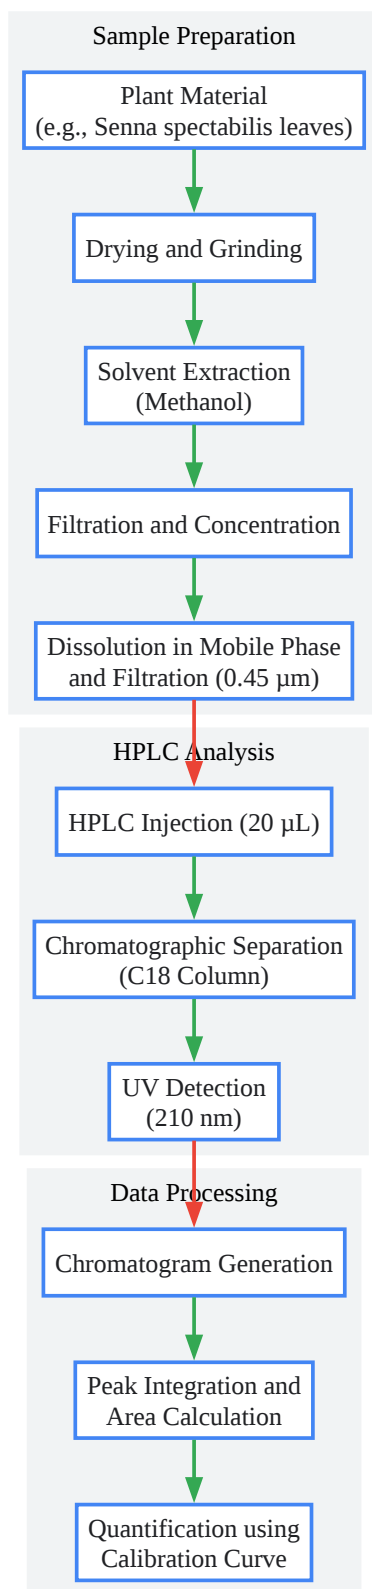 Sample Preparation
Plant Material
(e.g., Senna spectabilis leaves)
Drying and Grinding
Solvent Extraction
(Methanol)
Filtration and Concentration
Dissolution in Mobile Phase
and Filtration (0.45 µm)
HPLC Analysis
HPLC Injection (20 µL)
Chromatographic Separation
(C18 Column)
UV Detection
(210 nm)
Data Processing
Chromatogram Generation
Peak Integration and
Area Calculation
Quantification using
Calibration Curve